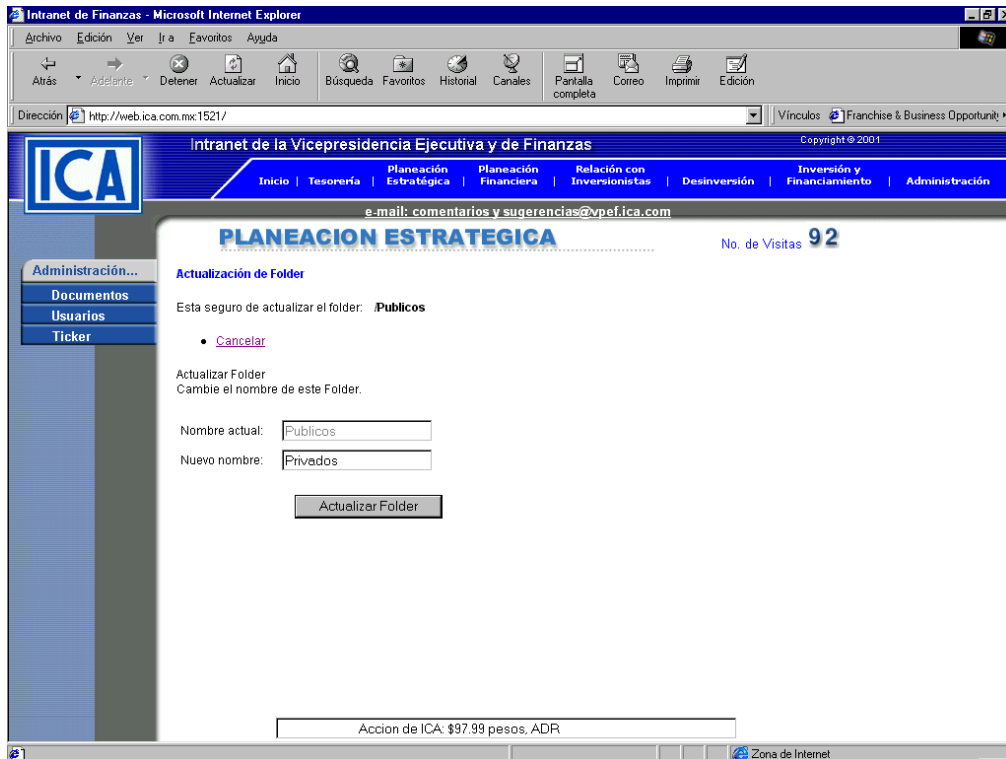 Intranet de Finanzas - Microsoft Internet Explorer
Archivo Edición Ver Ir a Favoritos Ayuda
Atrás Adelante Detener Actualizar Inicio Búsqueda Favoritos Historial Canales Pantalla completa Correo Imprimir Edición
Dirección http://web.ica.com.mx:1521/ Vínculos Franchise & Business Opportunity
ICA
Intranet de la Vicepresidencia Ejecutiva y de Finanzas Copyright © 2001
Inicio | Tesorería | Planeación Estratégica | Planeación Financiera | Relación con Inversionistas | Desinversión | Inversión y Financiamiento | Administración
e-mail: comentarios y sugerencias@vpef.ica.com
PLANEACION ESTRATEGICA No. de Visitas 92
Administración...
Documentos
Usuarios
Ticker
Actualización de Folder
Esta seguro de actualizar el folder: /Publicos
• Cancelar
Actualizar Folder
Cambie el nombre de este Folder.
Nombre actual: Publicos
Nuevo nombre: Privados
Actualizar Folder
Accion de ICA: $97.99 pesos, ADR
Zona de Internet